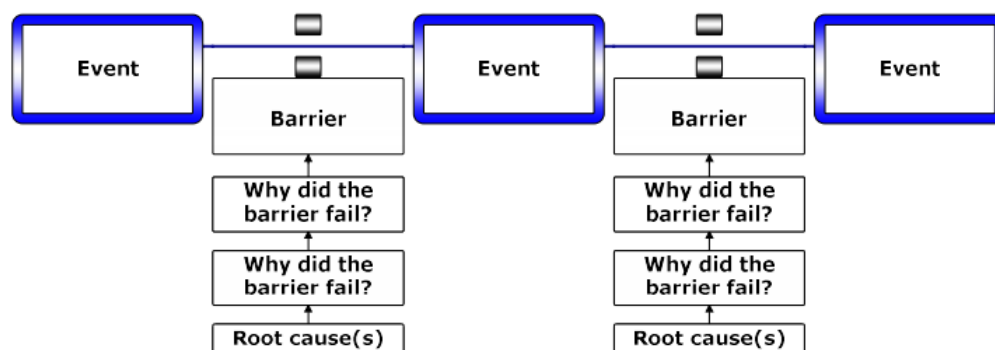 Event
Event
Event
Barrier
Barrier
Why did the
barrier fail?
Why did the
barrier fail?
Why did the
barrier fail?
Why did the
barrier fail?
Root cause(s)
Root cause(s)